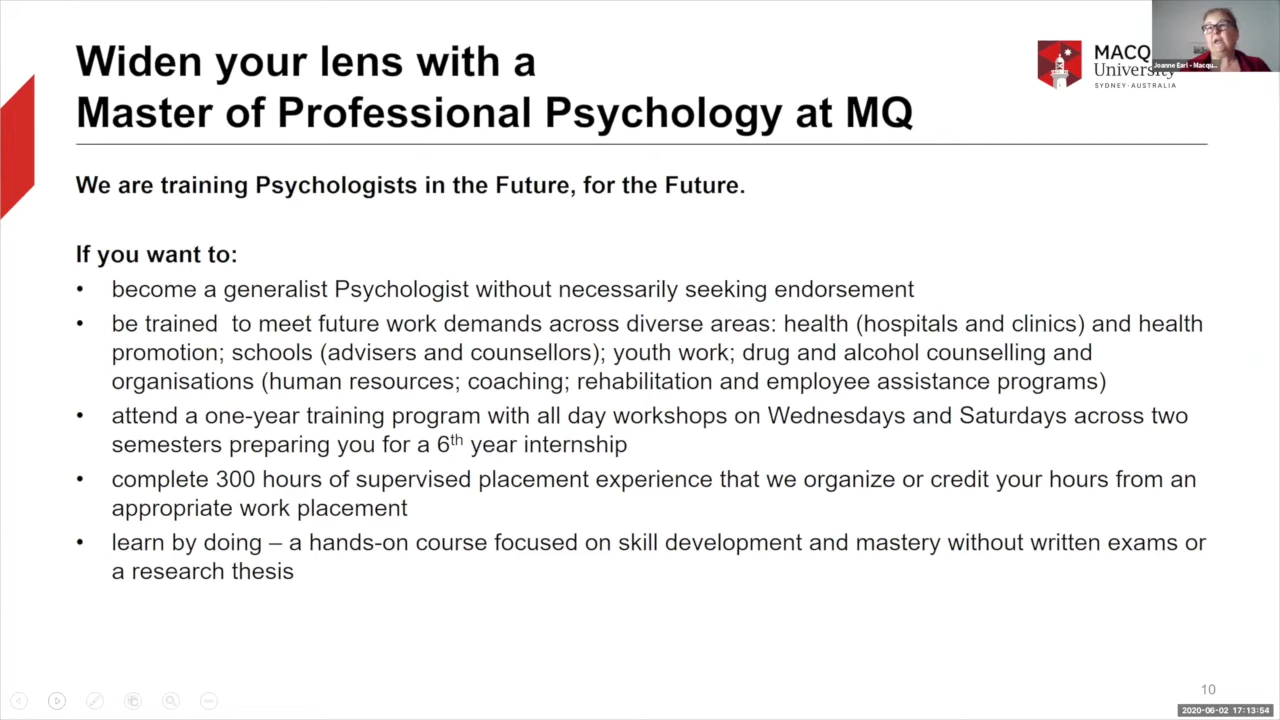 Widen your lens with a
Master of Professional Psychology at MQ
MACQ
University
SYDNEY · AUSTRALIA
Joanne Earl - Macqu...
We are training Psychologists in the Future, for the Future.
If you want to:
• become a generalist Psychologist without necessarily seeking endorsement
• be trained  to meet future work demands across diverse areas: health (hospitals and clinics) and health
promotion; schools (advisers and counsellors); youth work; drug and alcohol counselling and
organisations (human resources; coaching; rehabilitation and employee assistance programs)
• attend a one-year training program with all day workshops on Wednesdays and Saturdays across two
semesters preparing you for a 6th year internship
• complete 300 hours of supervised placement experience that we organize or credit your hours from an
appropriate work placement
• learn by doing – a hands-on course focused on skill development and mastery without written exams or
a research thesis
10
2020-06-02 17:13:54